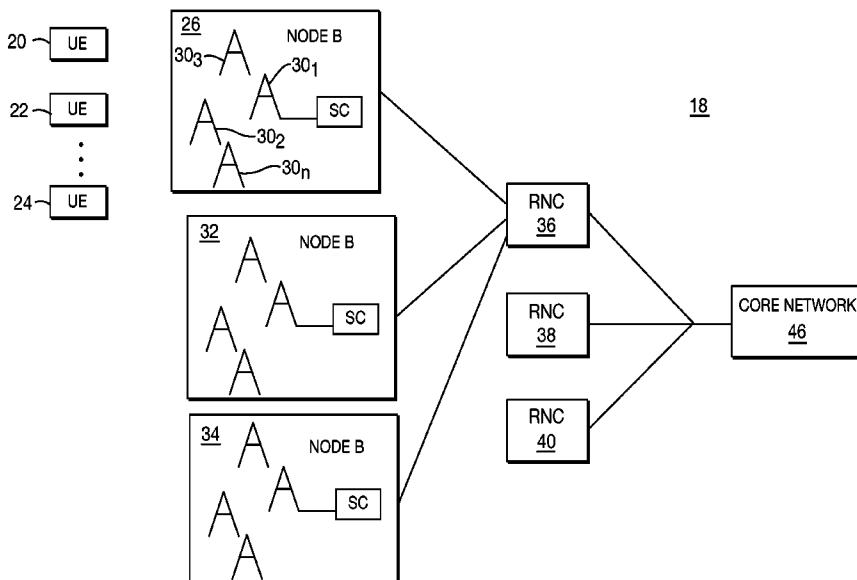 20 UE
22 UE
24 UE
26 NODE B
30₃
30₁
SC
30₂
30ₙ
32 NODE B
SC
34 NODE B
SC
18
RNC
36
RNC
38
RNC
40
CORE NETWORK
46